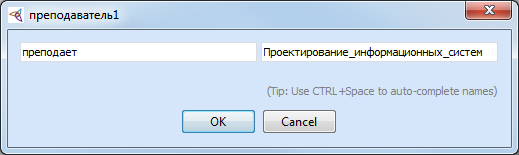 преподаватель1
преподает Проектирование_информационных_систем
(Tip: Use CTRL+Space to auto-complete names)
OK Cancel